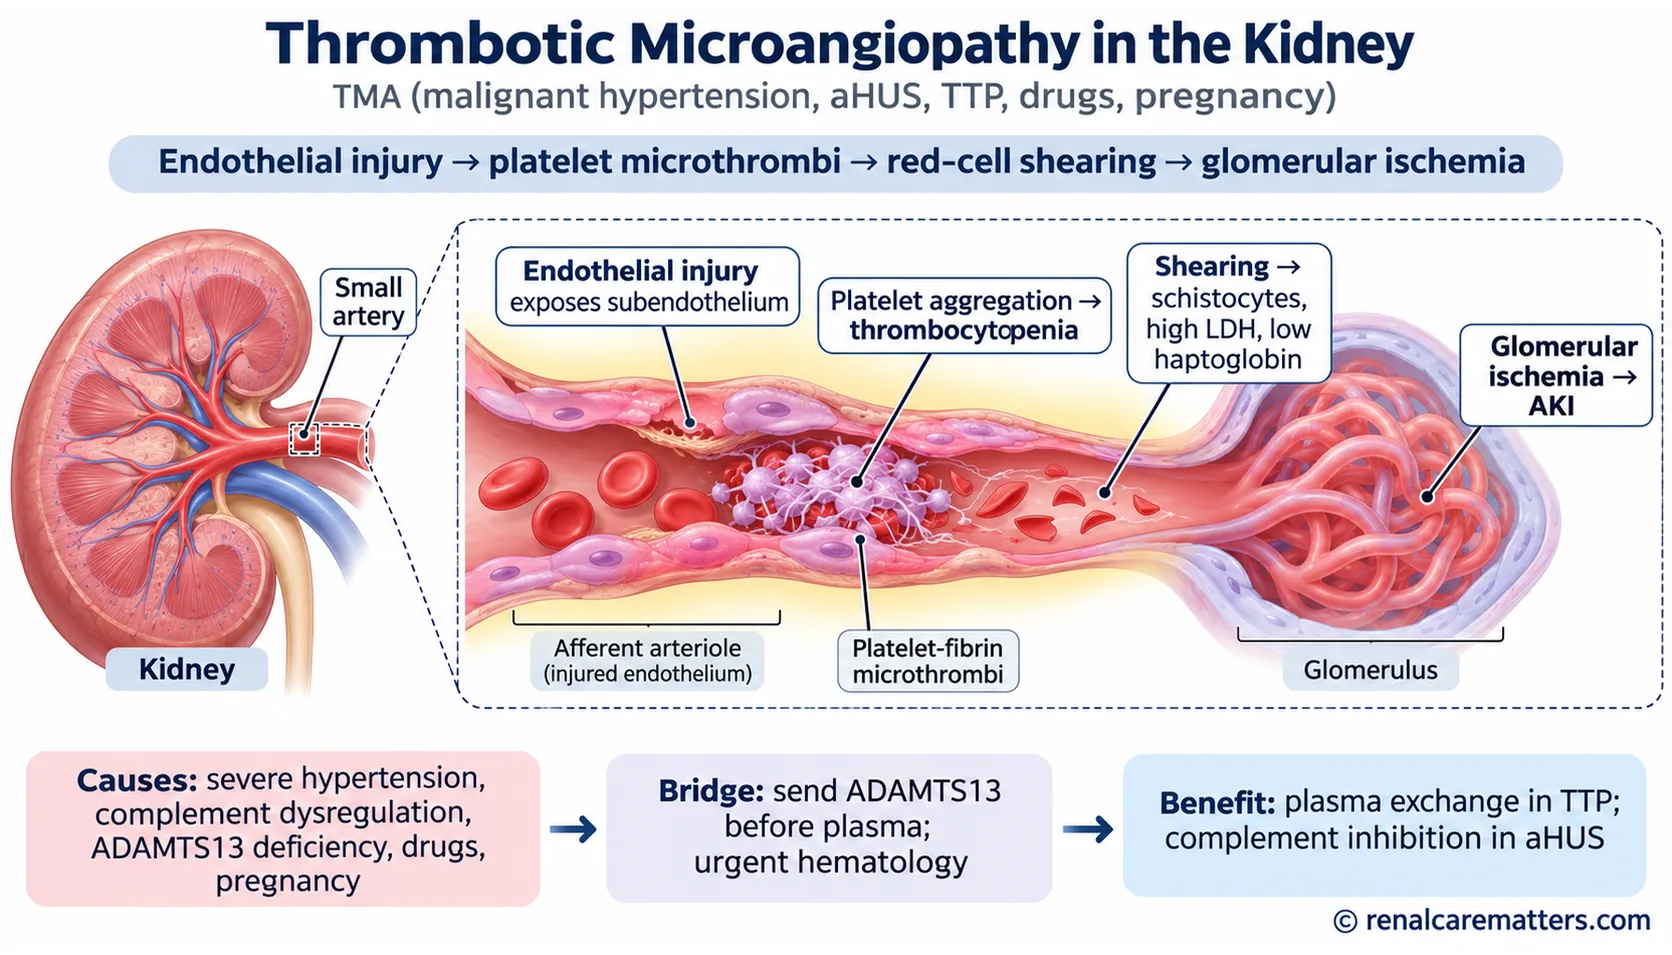 Thrombotic Microangiopathy in the Kidney
TMA (malignant hypertension, aHUS, TTP, drugs, pregnancy)
Endothelial injury → platelet microthrombi → red-cell shearing → glomerular ischemia
Small
artery
Endothelial injury
exposes subendothelium
Platelet aggregation →
thrombocytopenia
Shearing →
schistocytes,
high LDH, low
haptoglobin
Glomerular
ischemia →
AKI
Kidney
Afferent arteriole
(injured endothelium)
Platelet-fibrin
microthrombi
Glomerulus
Causes: severe hypertension,
complement dysregulation,
ADAMTS13 deficiency, drugs,
pregnancy
Bridge: send ADAMTS13
before plasma;
urgent hematology
Benefit: plasma exchange in TTP;
complement inhibition in aHUS
© renalcarematters.com